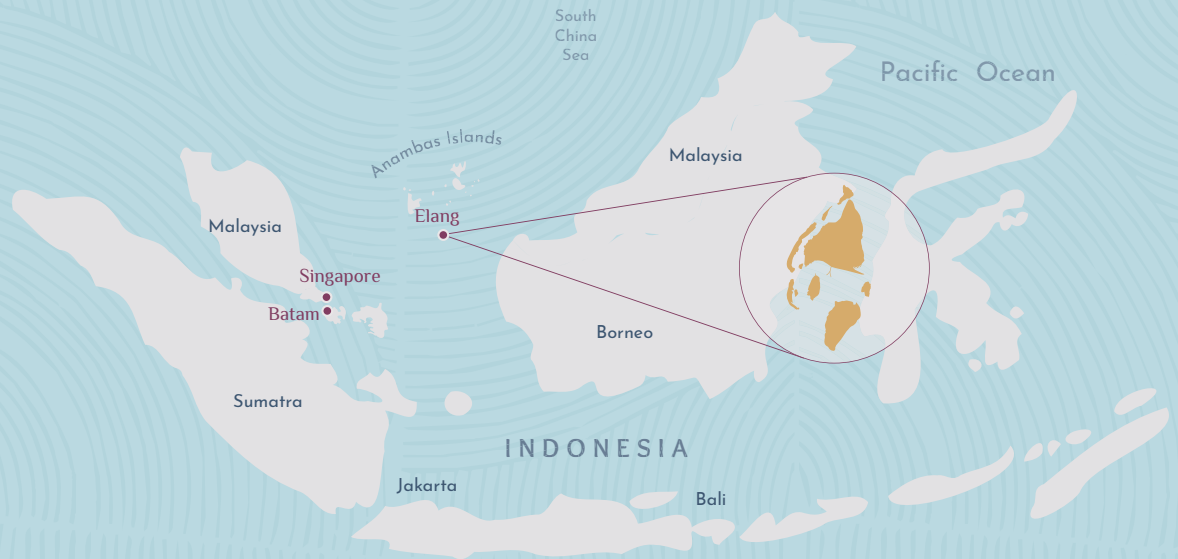 South
China
Sea
Pacific Ocean
Anambas Islands
Malaysia
Elang
Malaysia
Singapore
Batam
Borneo
Sumatra
INDONESIA
Jakarta
Bali